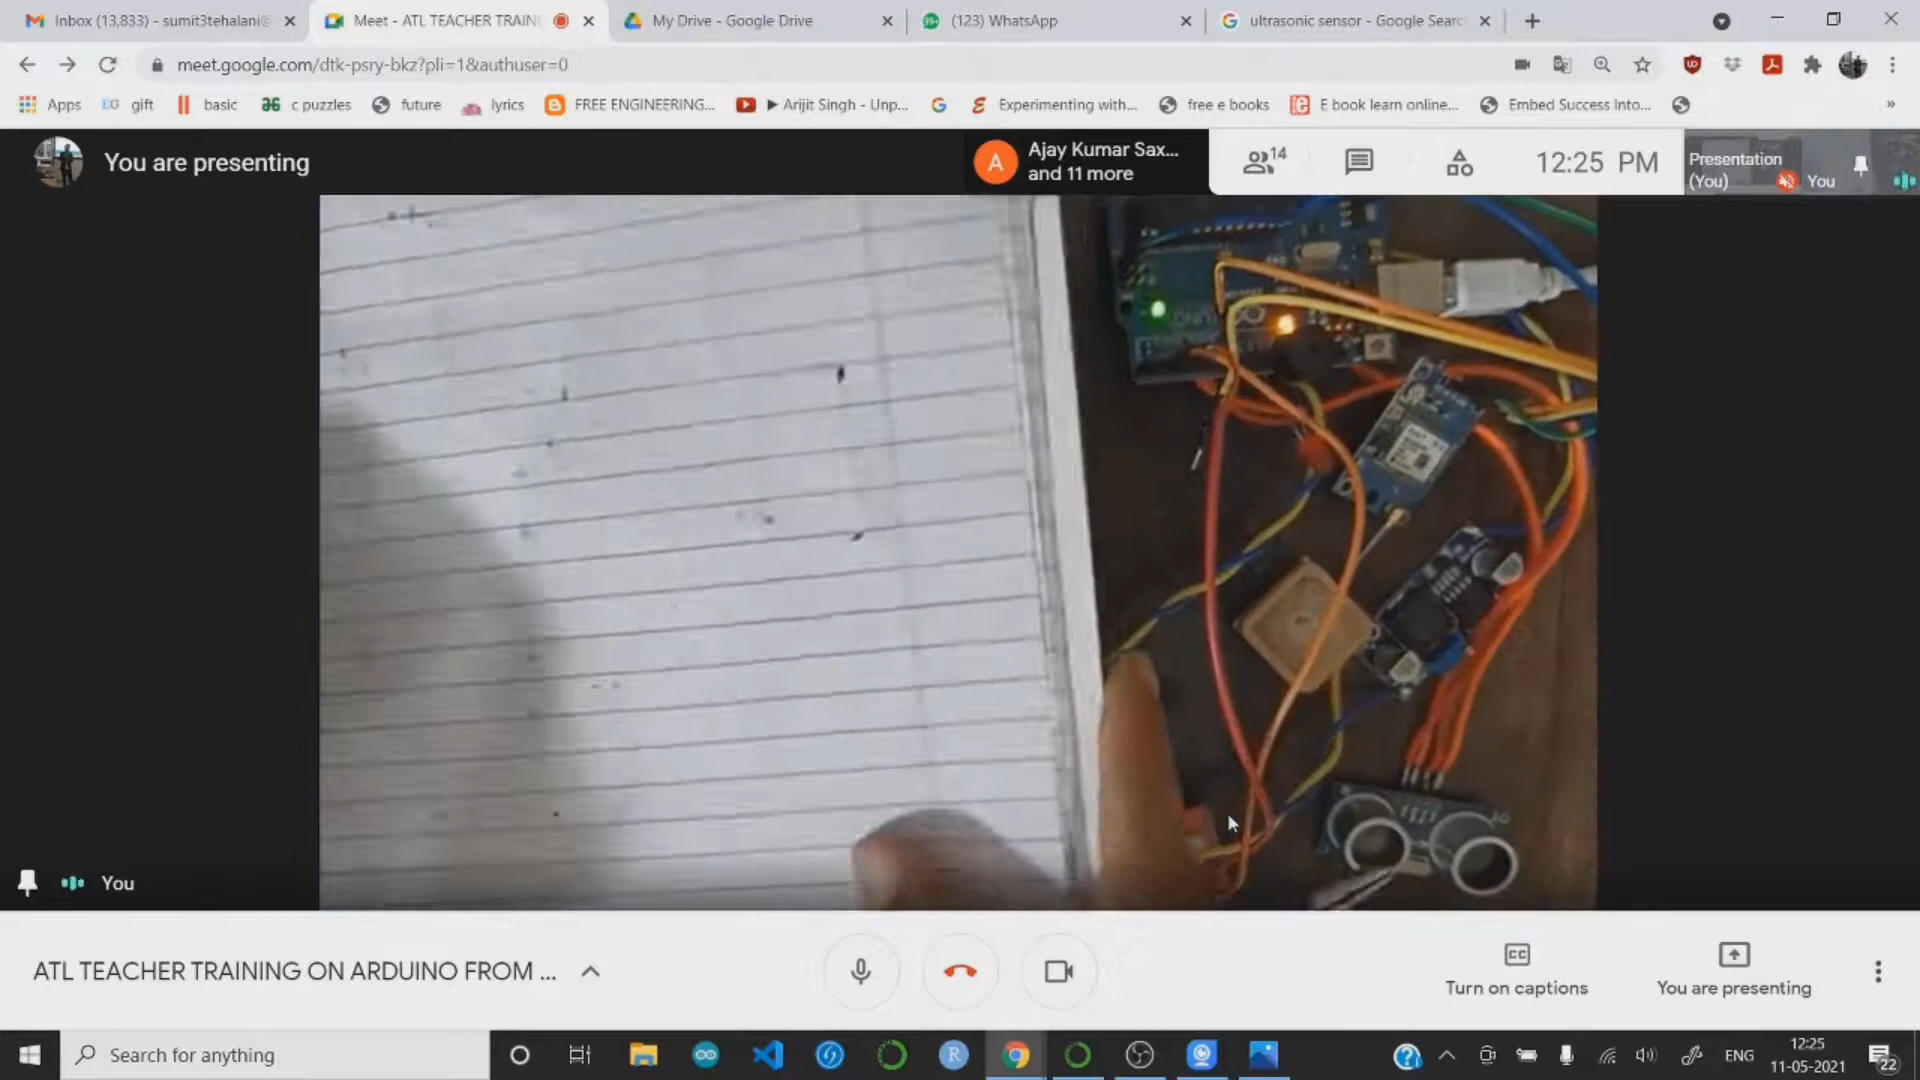 Inbox (13,833) - sumit3tehalani@
Meet - ATL TEACHER TRAIN
My Drive - Google Drive
99+ (123) WhatsApp
ultrasonic sensor - Google Searc
meet.google.com/dtk-psry-bkz?pli=1&authuser=0
Apps
EG gift
basic
c puzzles
future
lyrics
FREE ENGINEERING...
▶ Arijit Singh - Unp...
Experimenting with...
free e books
E book learn online...
Embed Success Into...
»
You are presenting
A
Ajay Kumar Sax...
and 11 more
14
12:25 PM
Presentation
(You)
You
You
ATL TEACHER TRAINING ON ARDUINO FROM ...
CC
Turn on captions
You are presenting
Search for anything
R
ENG
12:25
11-05-2021
22